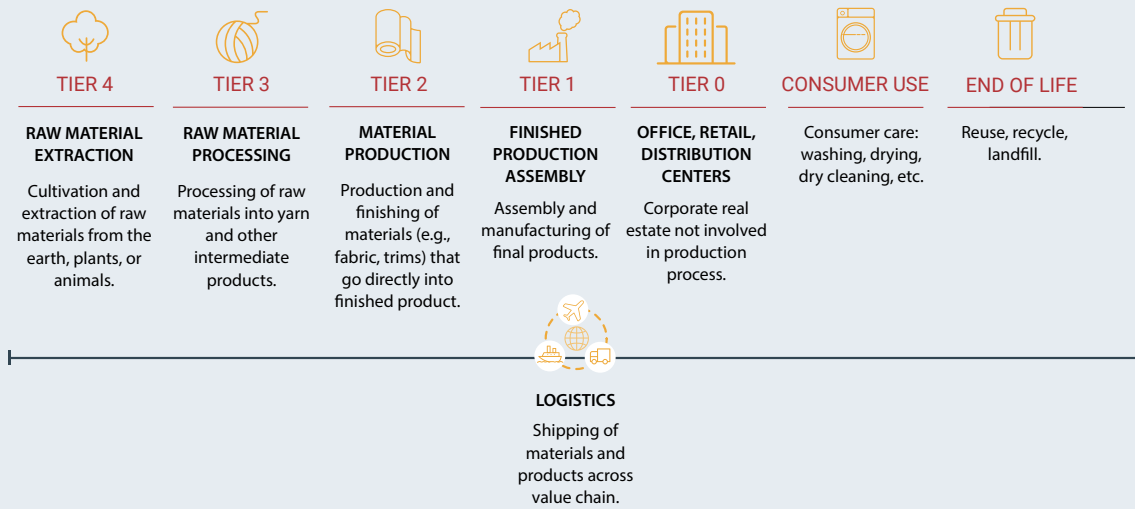 TIER 4
RAW MATERIAL
EXTRACTION
Cultivation and
extraction of raw
materials from the
earth, plants, or
animals.
TIER 3
RAW MATERIAL
PROCESSING
Processing of raw
materials into yarn
and other
intermediate
products.
TIER 2
MATERIAL
PRODUCTION
Production and
finishing of
materials (e.g.,
fabric, trims) that
go directly into
finished product.
TIER 1
FINISHED
PRODUCTION
ASSEMBLY
Assembly and
manufacturing of
final products.
TIER 0
OFFICE, RETAIL,
DISTRIBUTION
CENTERS
Corporate real
estate not involved
in production
process.
CONSUMER USE
Consumer care:
washing, drying,
dry cleaning, etc.
END OF LIFE
Reuse, recycle,
landfill.
LOGISTICS
Shipping of
materials and
products across
value chain.